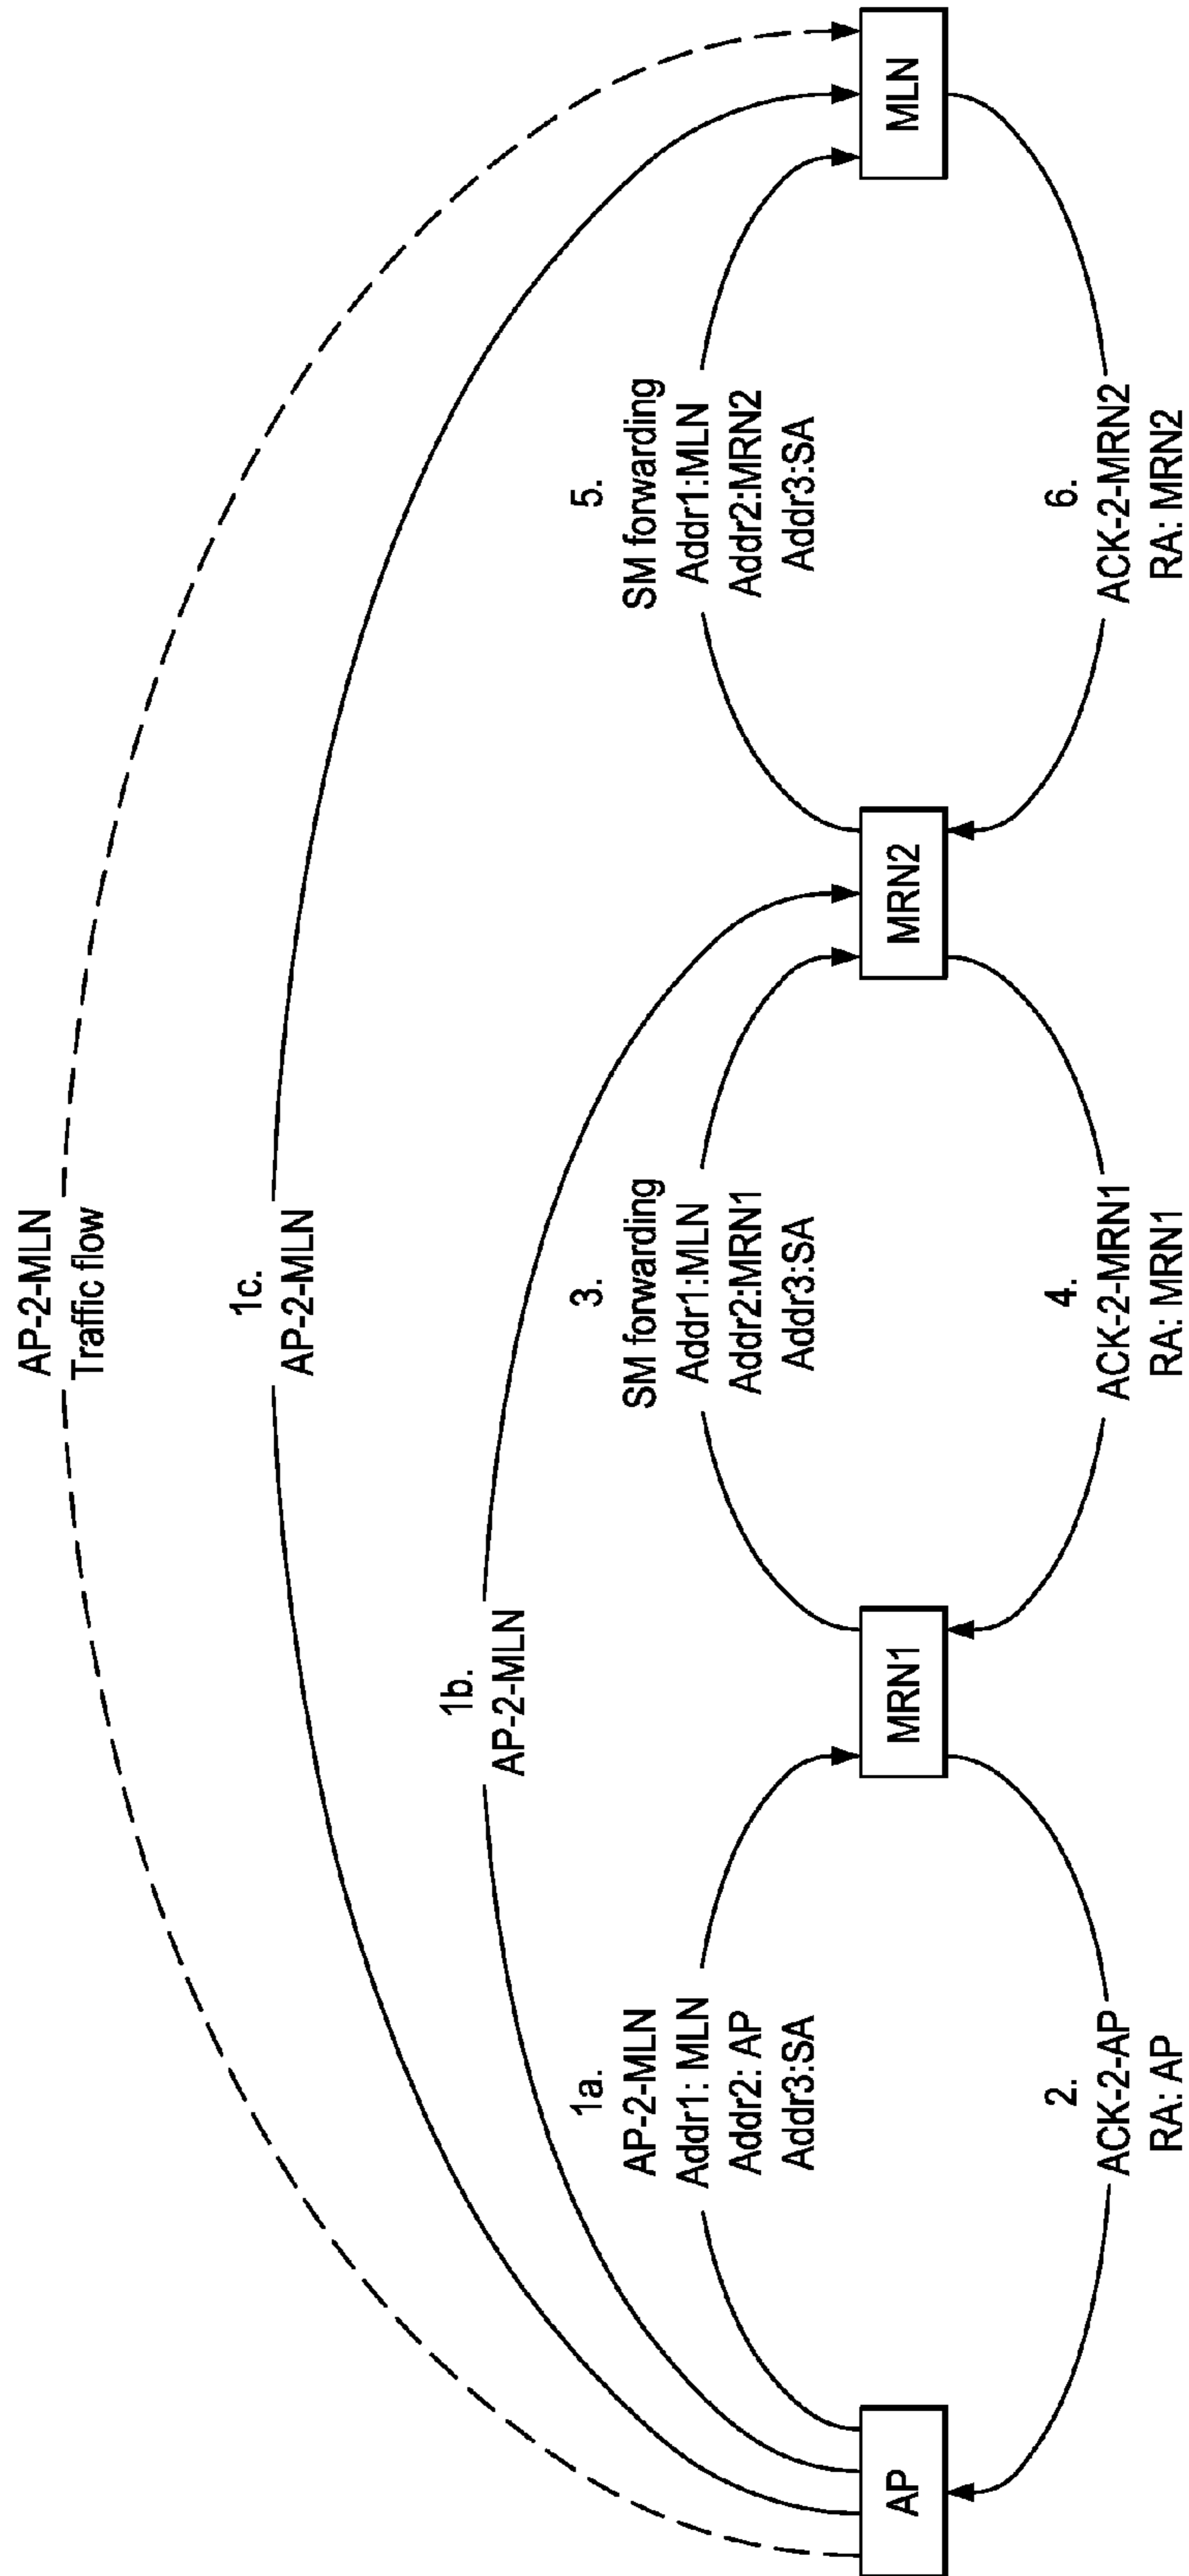 AP-2-MLN
Traffic flow
1c.
AP-2-MLN
1b.
AP-2-MLN
1a.
AP-2-MLN
Addr1: MLN
Addr2: AP
Addr3:SA
3.
SM forwarding
Addr1:MLN
Addr2:MRN1
Addr3:SA
5.
SM forwarding
Addr1:MLN
Addr2:MRN2
Addr3:SA
AP
MRN1
MRN2
MLN
2.
ACK-2-AP
RA: AP
4.
ACK-2-MRN1
RA: MRN1
6.
ACK-2-MRN2
RA: MRN2